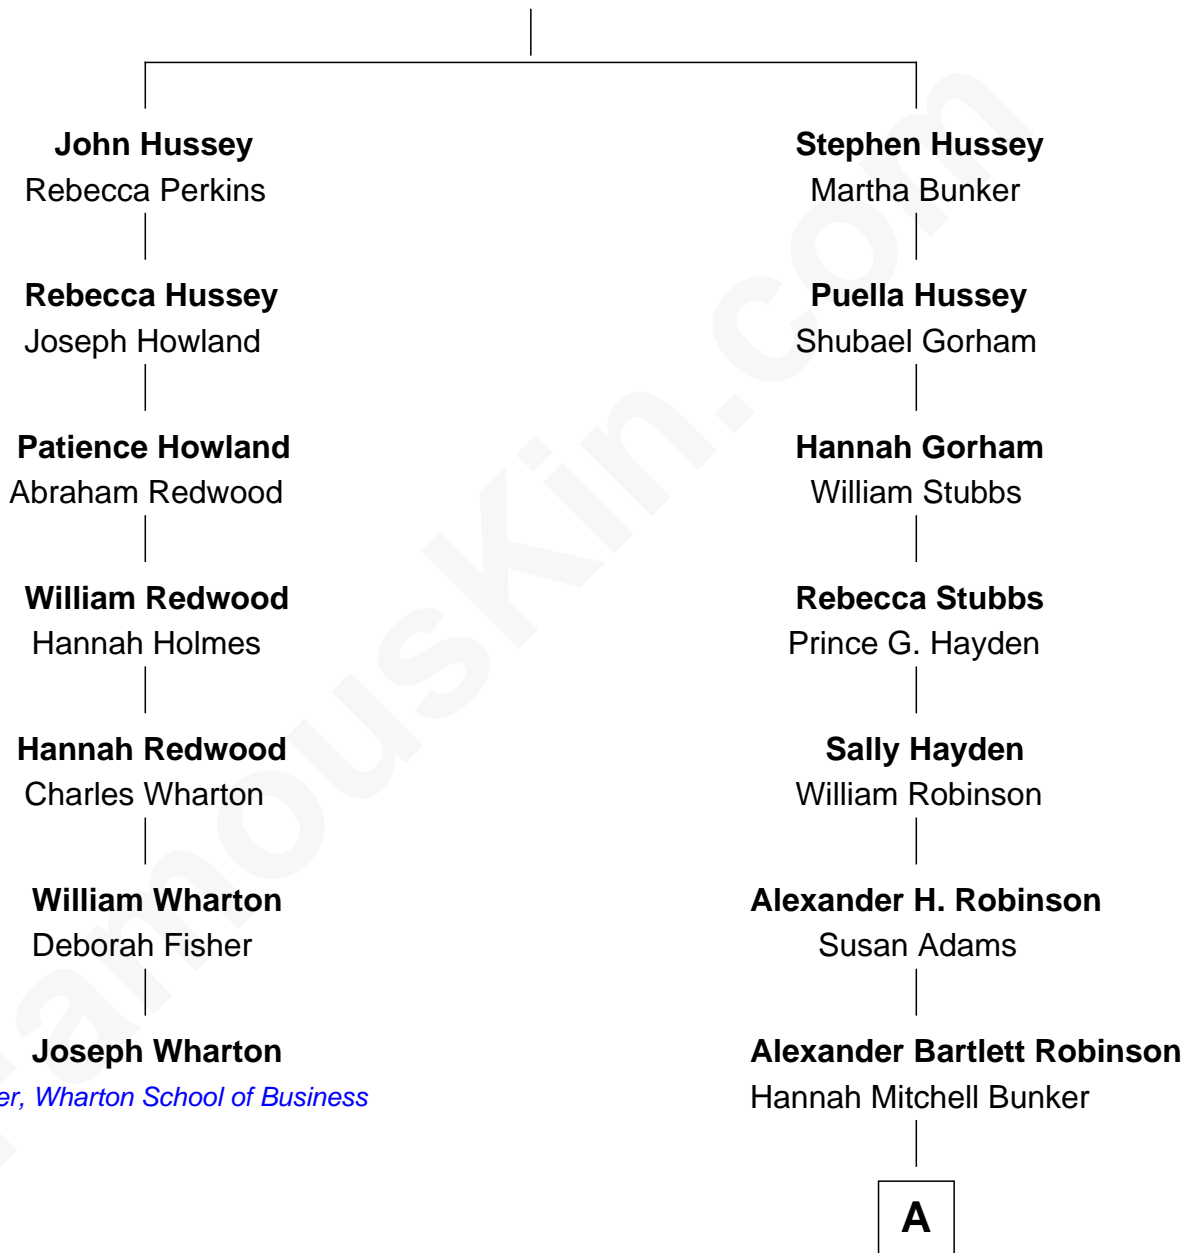 John Hussey
Rebecca Perkins
Rebecca Hussey
Joseph Howland
Patience Howland
Abraham Redwood
William Redwood
Hannah Holmes
Hannah Redwood
Charles Wharton
William Wharton
Deborah Fisher
Joseph Wharton
er, Wharton School of Business
Stephen Hussey
Martha Bunker
Puella Hussey
Shubael Gorham
Hannah Gorham
William Stubbs
Rebecca Stubbs
Prince G. Hayden
Sally Hayden
William Robinson
Alexander H. Robinson
Susan Adams
Alexander Bartlett Robinson
Hannah Mitchell Bunker
A
FamousKin.com